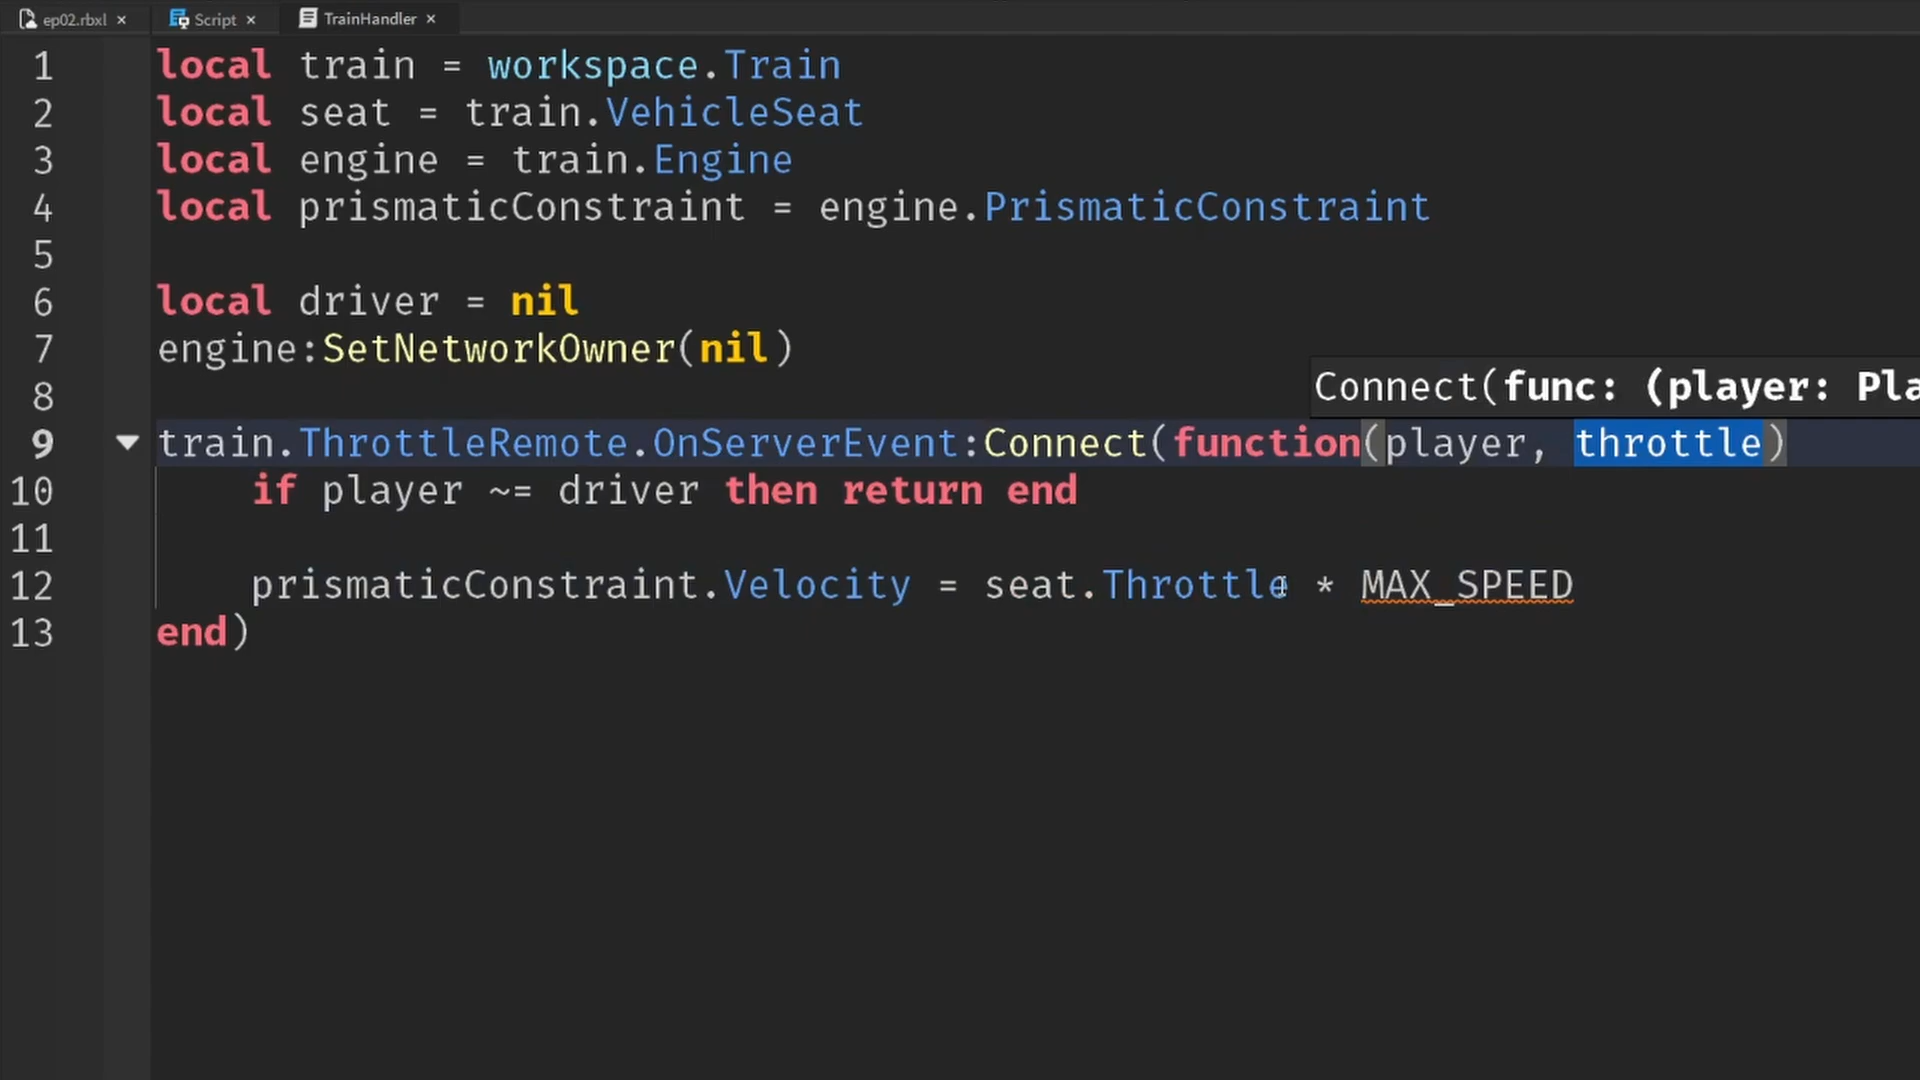 ep02.rbxl × Script × TrainHandler ×
1 local train = workspace.Train
2 local seat = train.VehicleSeat
3 local engine = train.Engine
4 local prismaticConstraint = engine.PrismaticConstraint
5
6 local driver = nil
7 engine:SetNetworkOwner(nil)
Connect(func: (player: Pla
8
9 train.ThrottleRemote.OnServerEvent:Connect(function(player, throttle)
10 if player ~= driver then return end
11
12 prismaticConstraint.Velocity = seat.Throttle * MAX_SPEED
13 end)